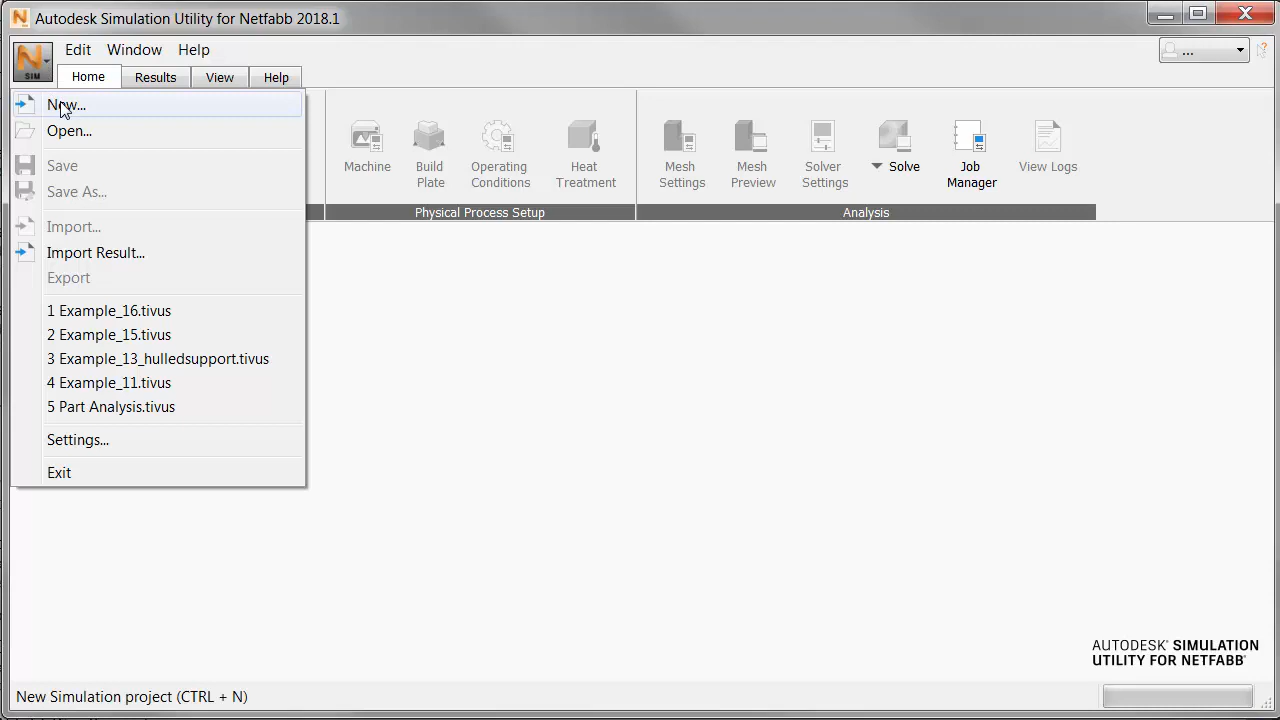 Autodesk Simulation Utility for Netfabb 2018.1
Edit Window Help
...
SIM
Home Results View Help
New...
Open...
Save
Save As...
Import...
Import Result...
Export
1 Example_16.tivus
2 Example_15.tivus
3 Example_13_hulledsupport.tivus
4 Example_11.tivus
5 Part Analysis.tivus
Settings...
Exit
Machine
Build
Plate
Operating
Conditions
Heat
Treatment
Physical Process Setup
Mesh
Settings
Mesh
Preview
Solver
Settings
Solve
Job
Manager
View Logs
Analysis
AUTODESK® SIMULATION
UTILITY FOR NETFABB®
New Simulation project (CTRL + N)